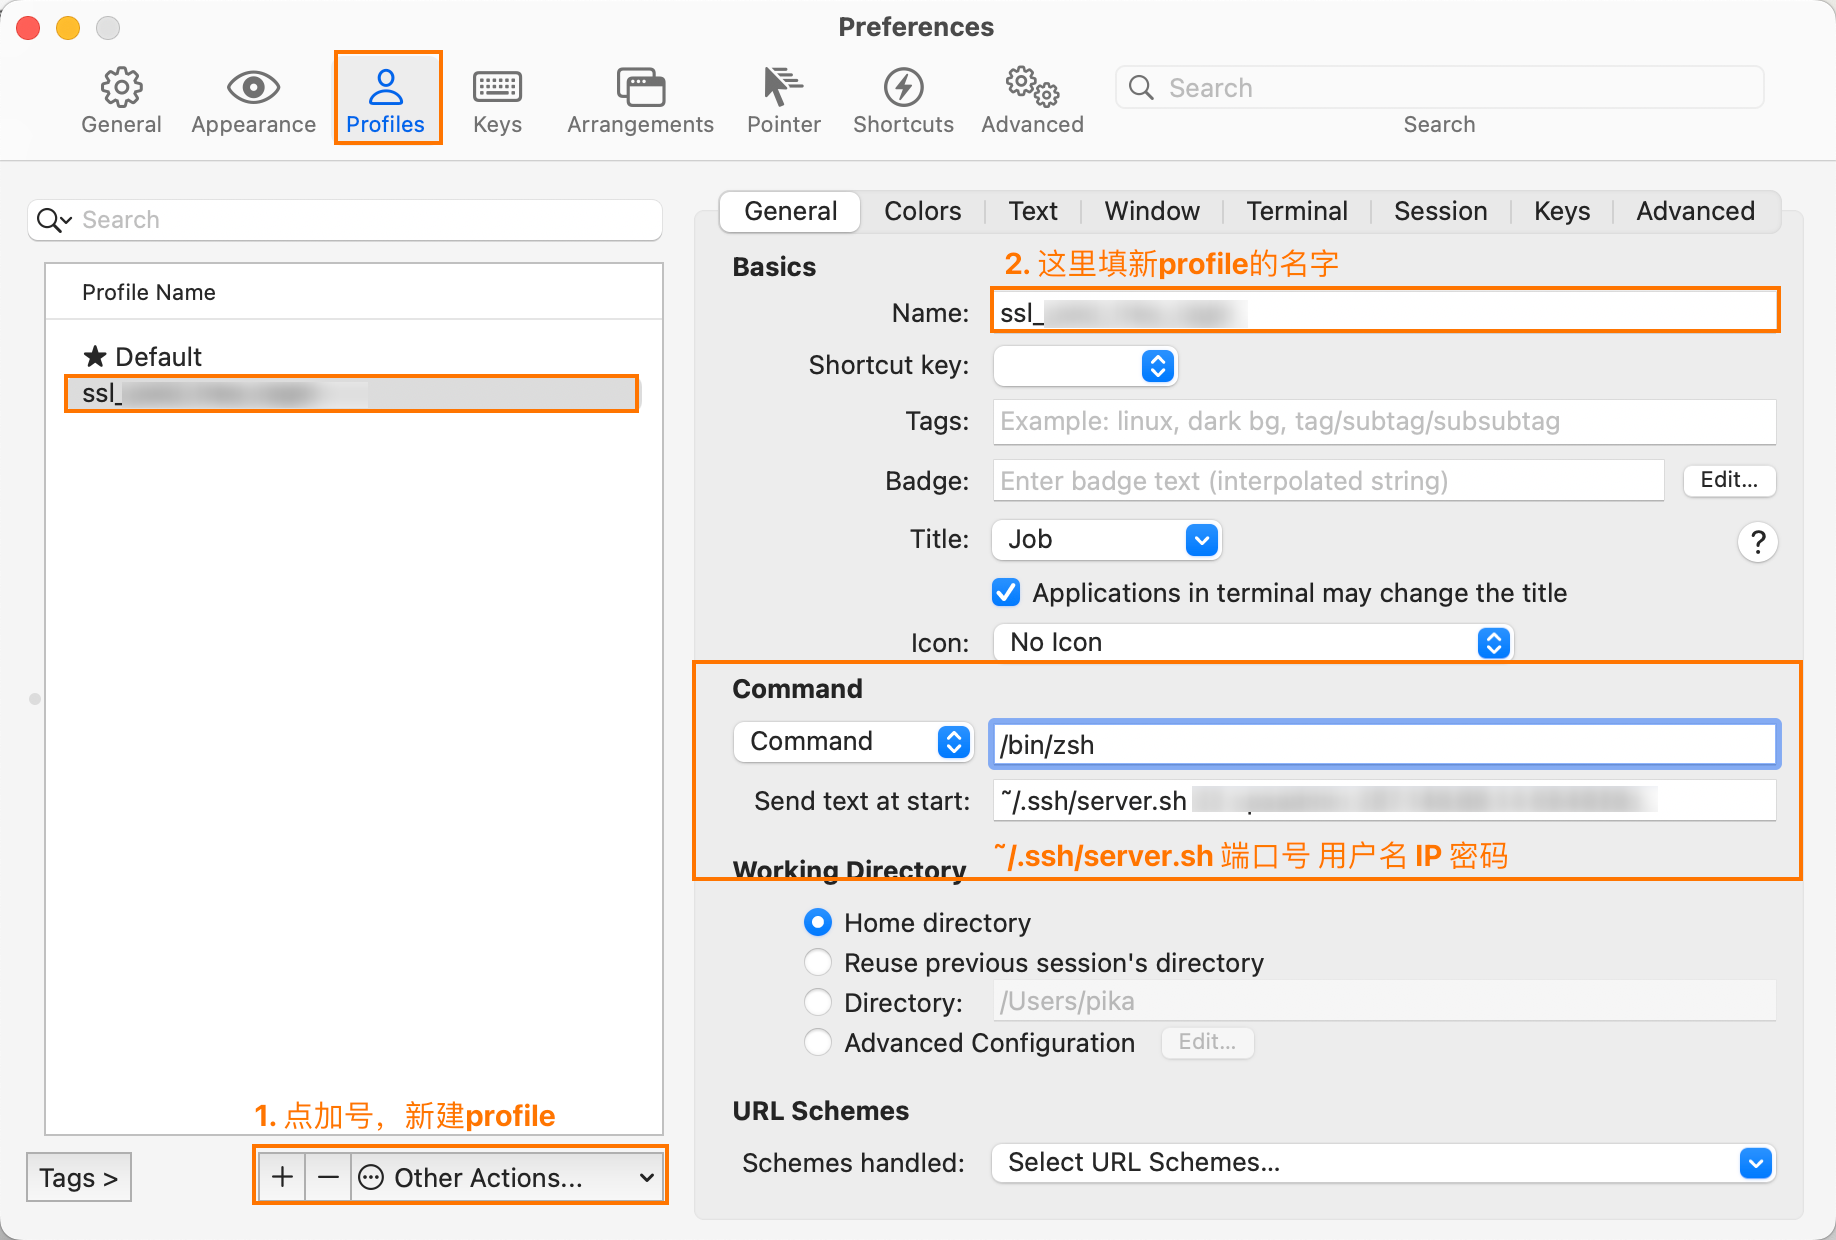 Preferences
General Appearance Profiles Keys Arrangements Pointer Shortcuts Advanced Search
Search
Search
Profile Name
★ Default
ssl_
1. 点加号，新建profile
Tags >
+ − Other Actions...
General Colors Text Window Terminal Session Keys Advanced
Basics
2. 这里填新profile的名字
Name: ssl_
Shortcut key:
Tags: Example: linux, dark bg, tag/subtag/subsubtag
Badge: Enter badge text (interpolated string) Edit...
Title: Job ?
Applications in terminal may change the title
Icon: No Icon
Command
Command /bin/zsh
Send text at start: ~/.ssh/server.sh
~/.ssh/server.sh 端口号 用户名 IP 密码
Working Directory
Home directory
Reuse previous session's directory
Directory: /Users/pika
Advanced Configuration Edit...
URL Schemes
Schemes handled: Select URL Schemes...